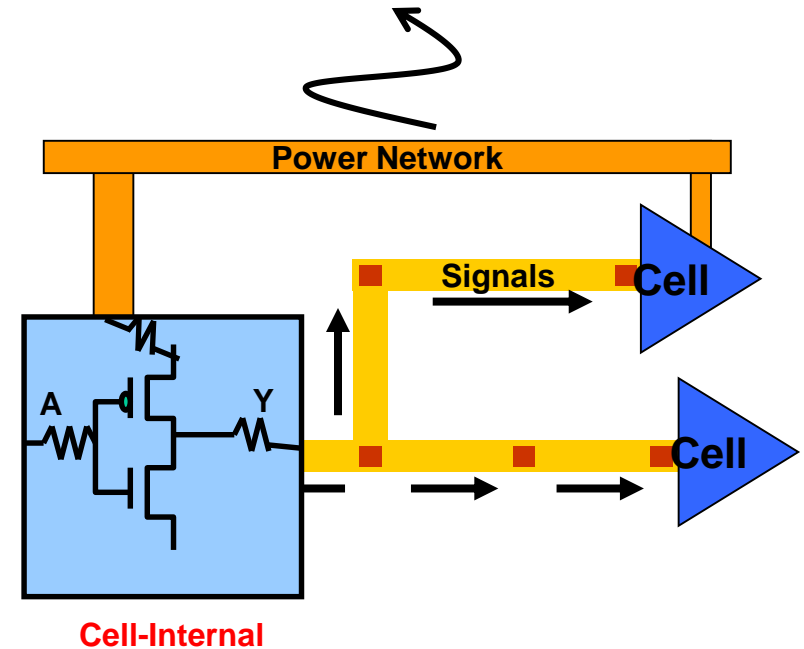 Power Network
Signals
Cell
A
Y
Cell
Cell-Internal